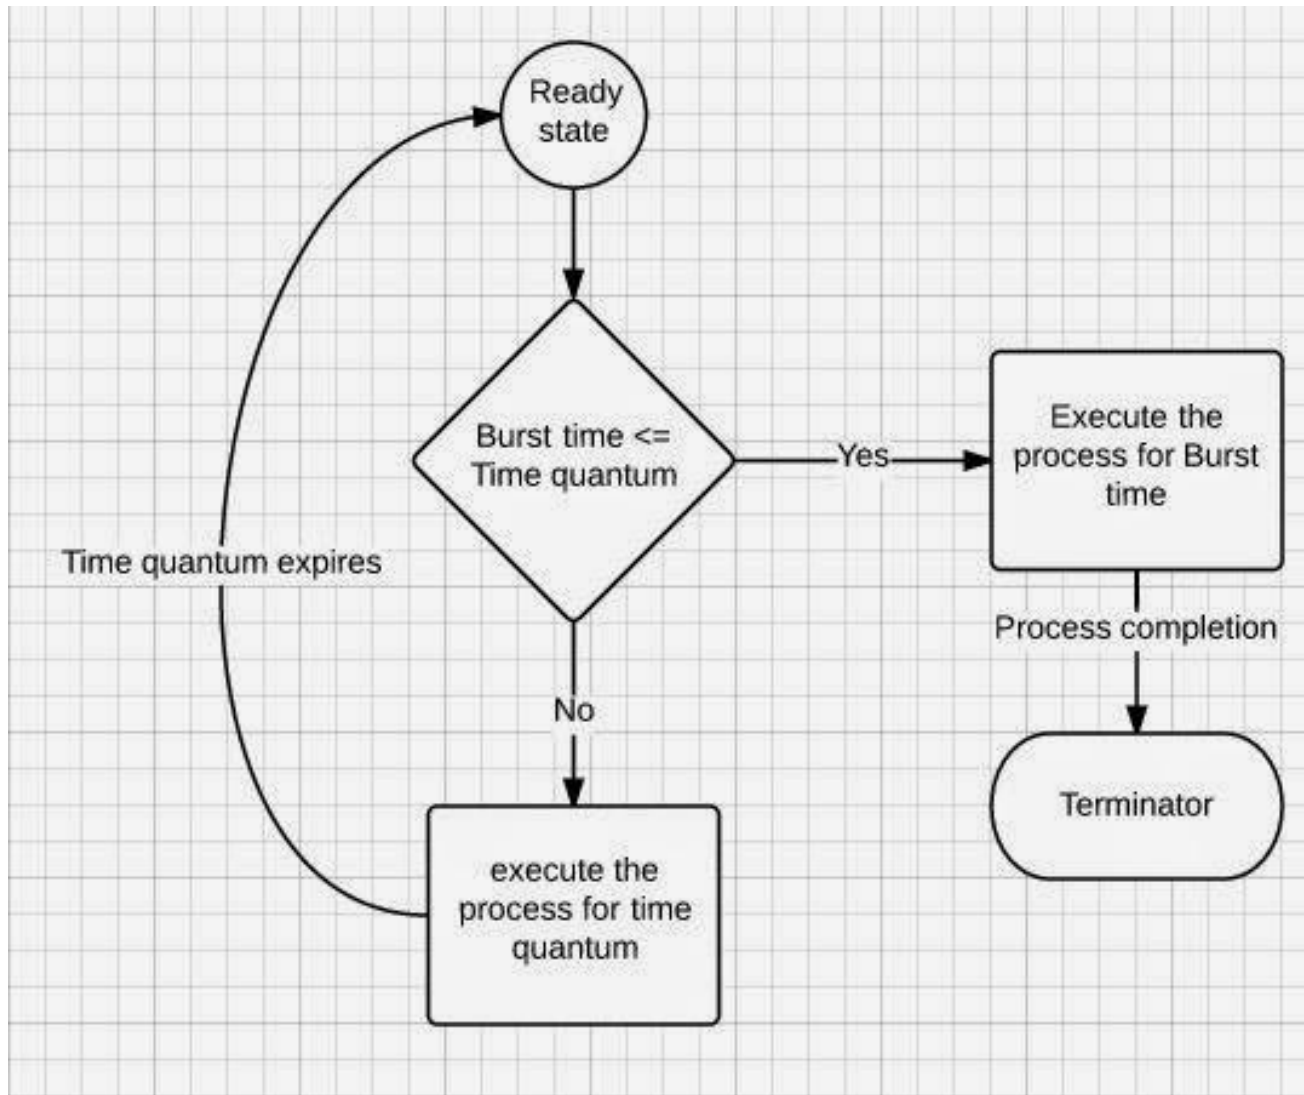 Ready
state
Burst time <=
Time quantum
Yes
Execute the
process for Burst
time
Time quantum expires
Process completion
No
Terminator
execute the
process for time
quantum